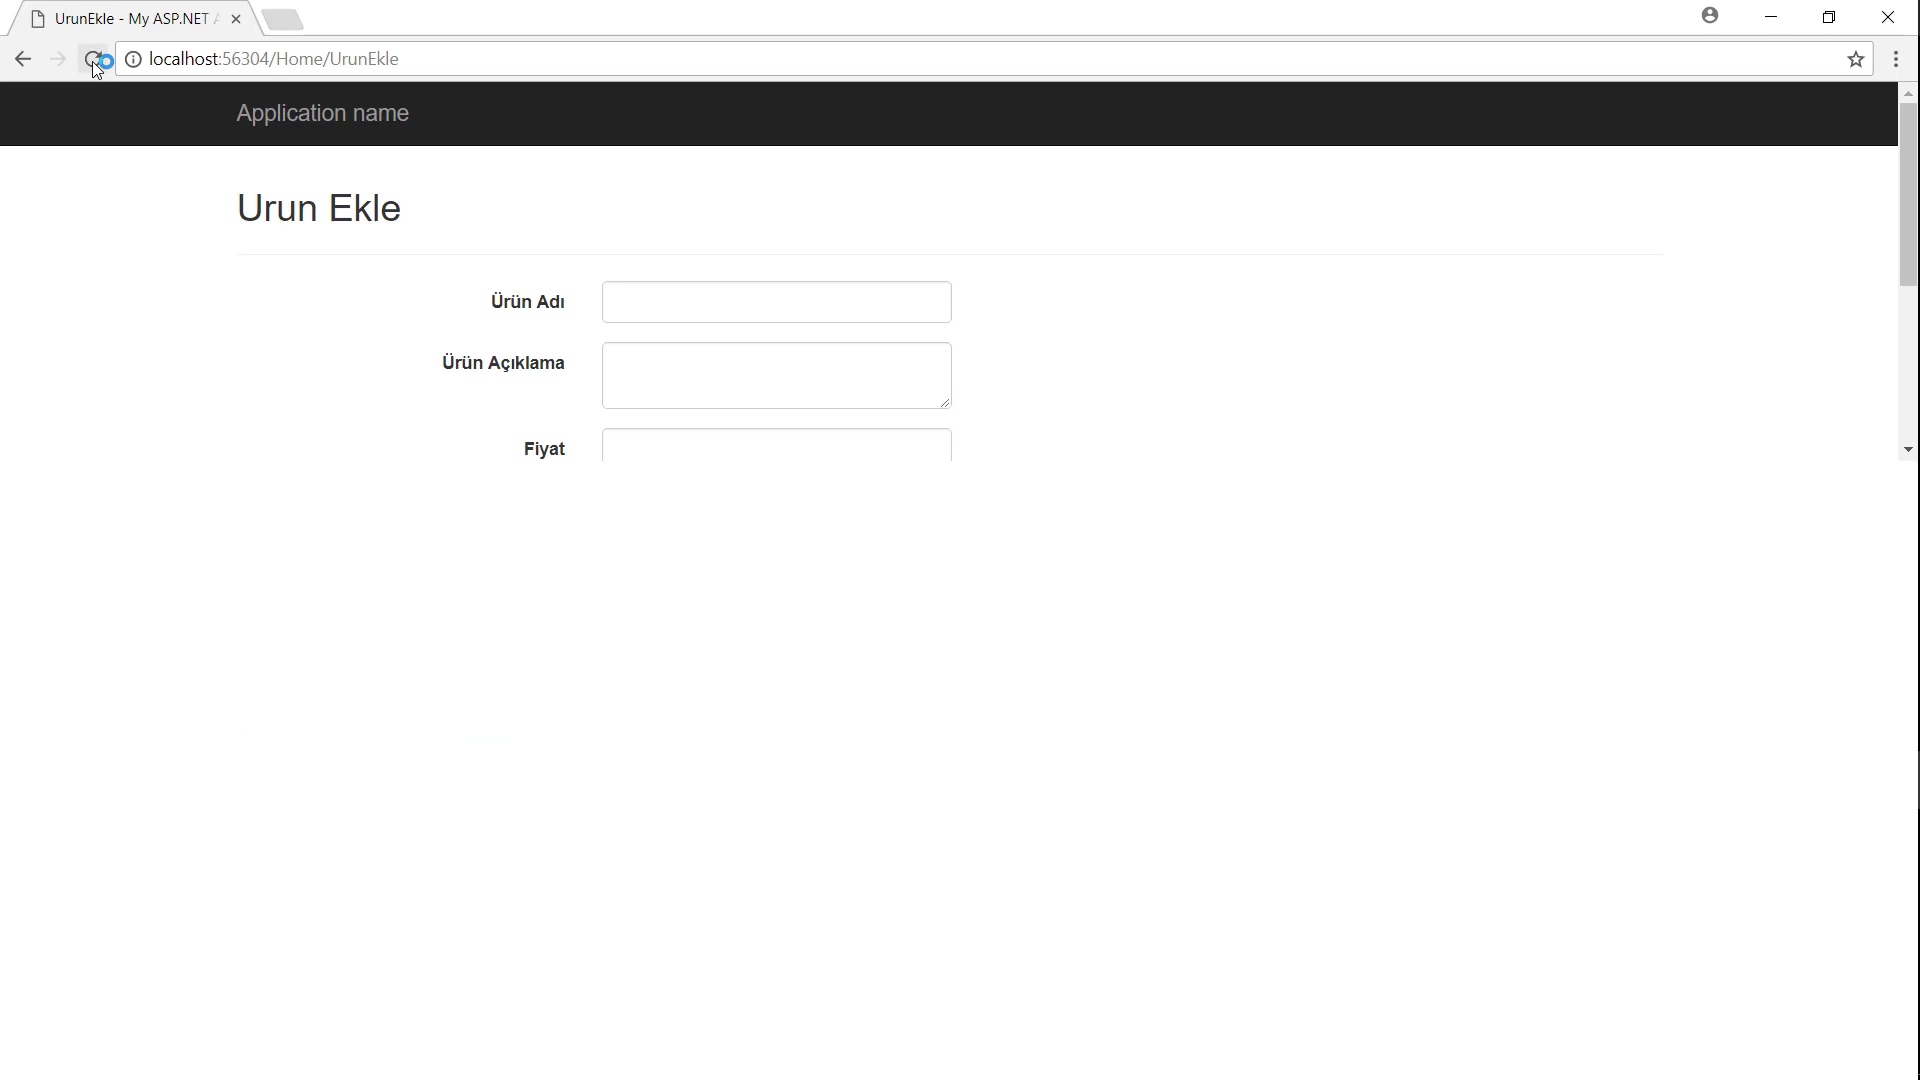 UrunEkle - My ASP.NET
localhost:56304/Home/UrunEkle
Application name
Urun Ekle
Ürün Adı
Ürün Açıklama
Fiyat